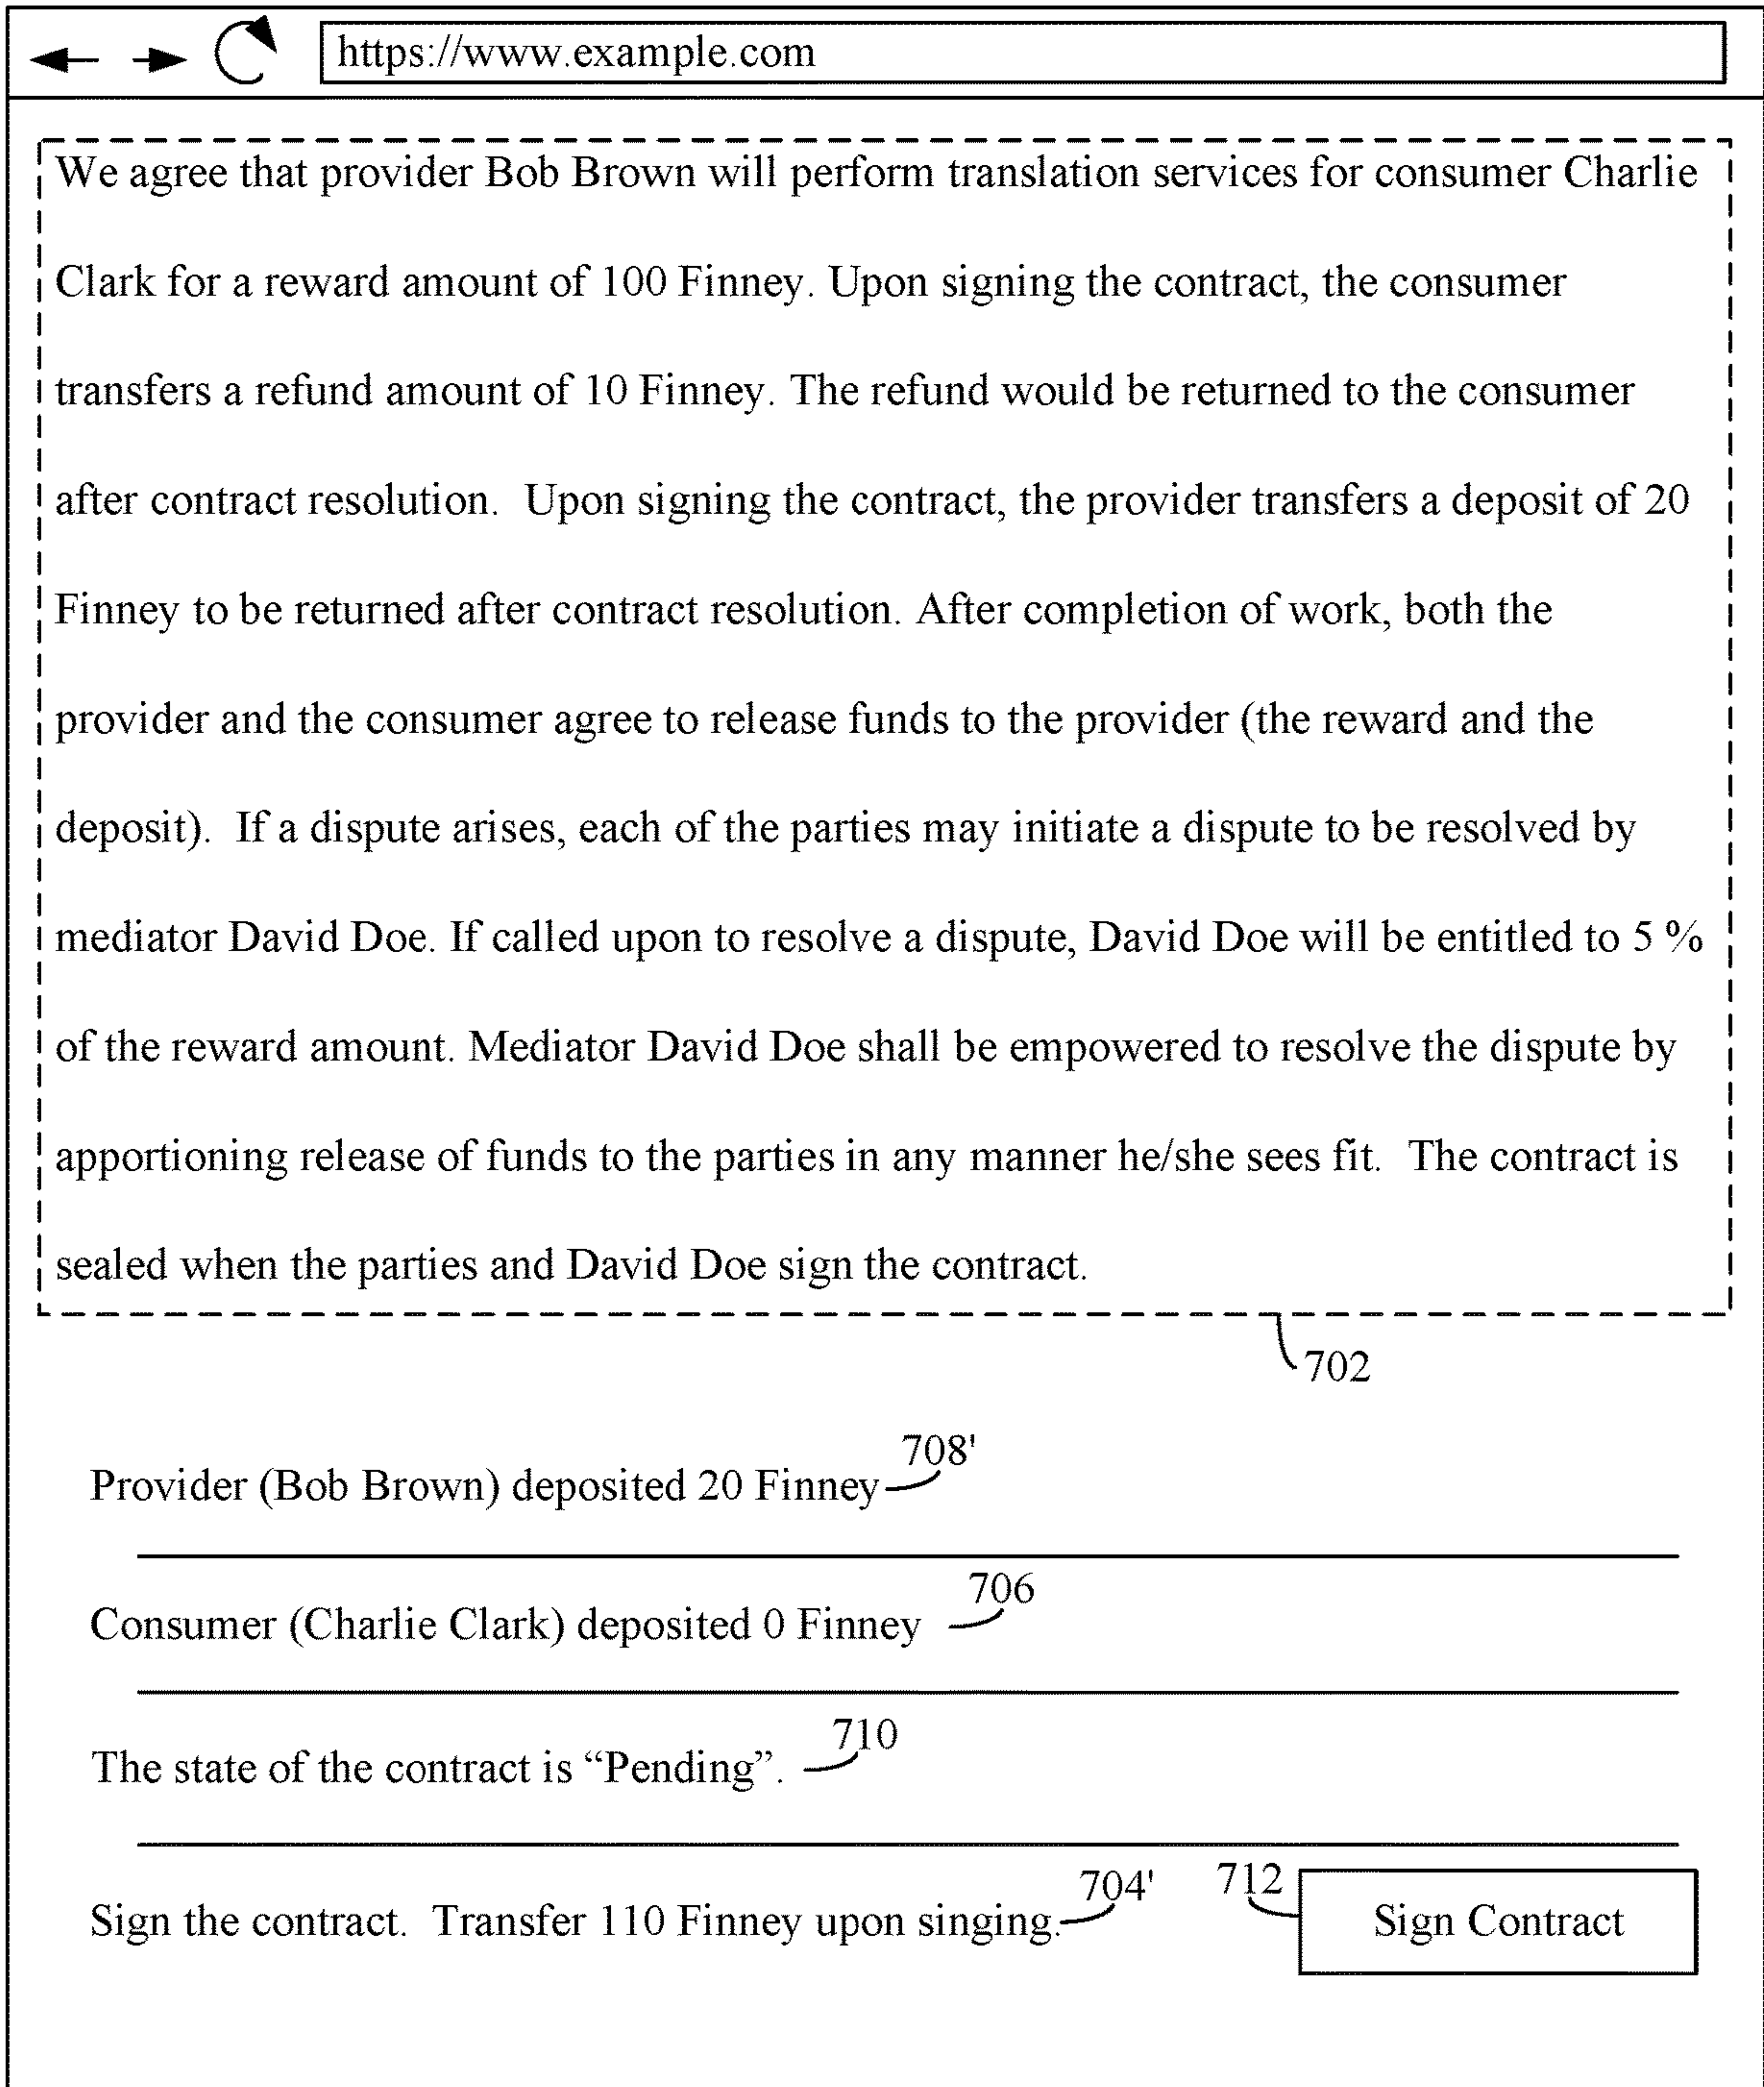 https://www.example.com
We agree that provider Bob Brown will perform translation services for consumer Charlie
Clark for a reward amount of 100 Finney. Upon signing the contract, the consumer
transfers a refund amount of 10 Finney. The refund would be returned to the consumer
after contract resolution.  Upon signing the contract, the provider transfers a deposit of 20
Finney to be returned after contract resolution. After completion of work, both the
provider and the consumer agree to release funds to the provider (the reward and the
deposit).  If a dispute arises, each of the parties may initiate a dispute to be resolved by
mediator David Doe. If called upon to resolve a dispute, David Doe will be entitled to 5 %
of the reward amount. Mediator David Doe shall be empowered to resolve the dispute by
apportioning release of funds to the parties in any manner he/she sees fit.  The contract is
sealed when the parties and David Doe sign the contract.
702
708'
Provider (Bob Brown) deposited 20 Finney
706
Consumer (Charlie Clark) deposited 0 Finney
710
The state of the contract is “Pending”.
704'
712
Sign the contract.  Transfer 110 Finney upon singing.
Sign Contract